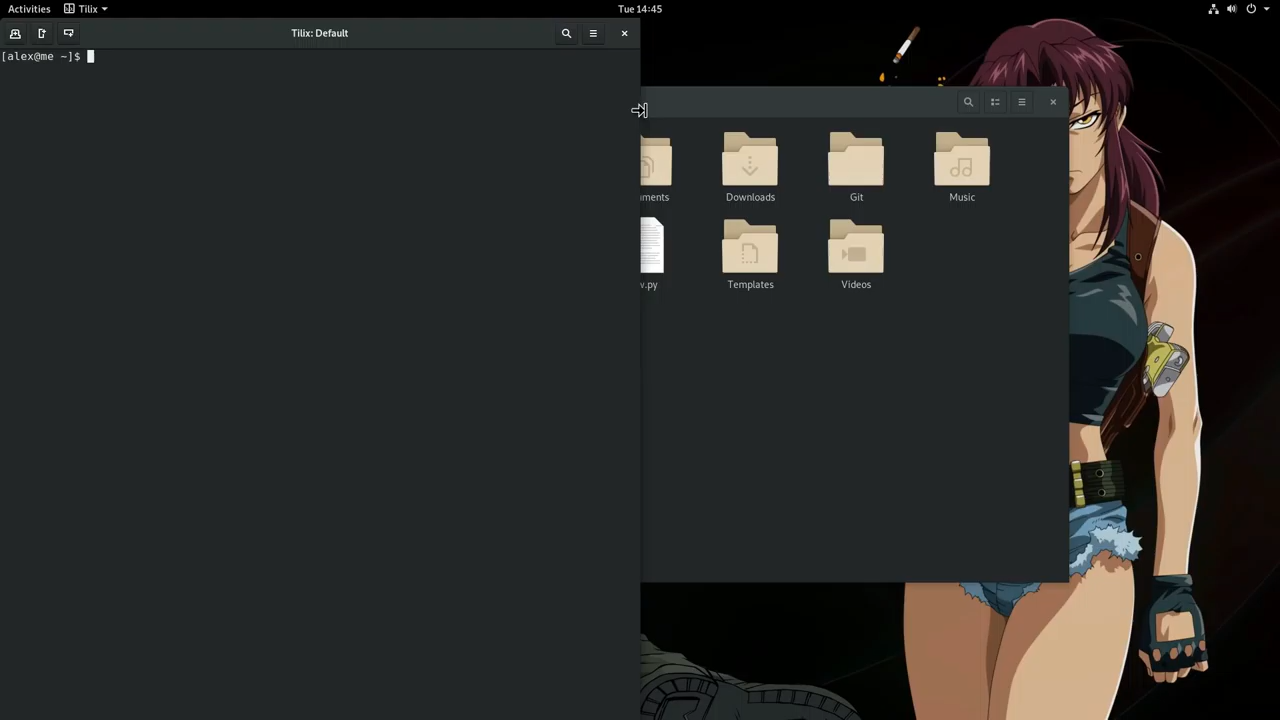 Activities Tilix Tue 14:45
Tilix: Default
[alex@me ~]$
uments Downloads Git Music
w.py Templates Videos